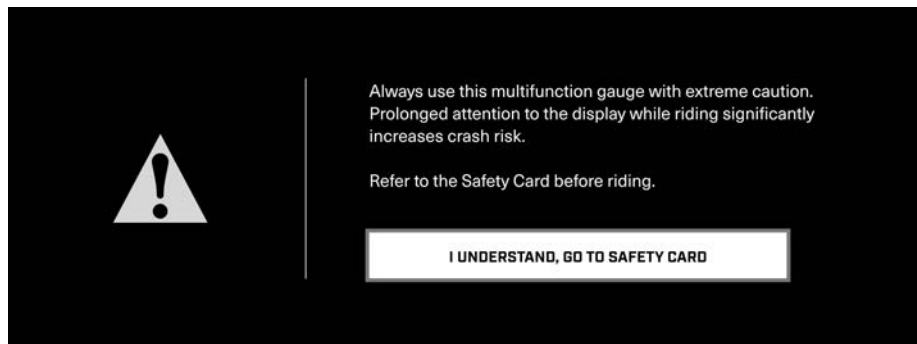 Always use this multifunction gauge with extreme caution.
Prolonged attention to the display while riding significantly
increases crash risk.
Refer to the Safety Card before riding.
I UNDERSTAND, GO TO SAFETY CARD